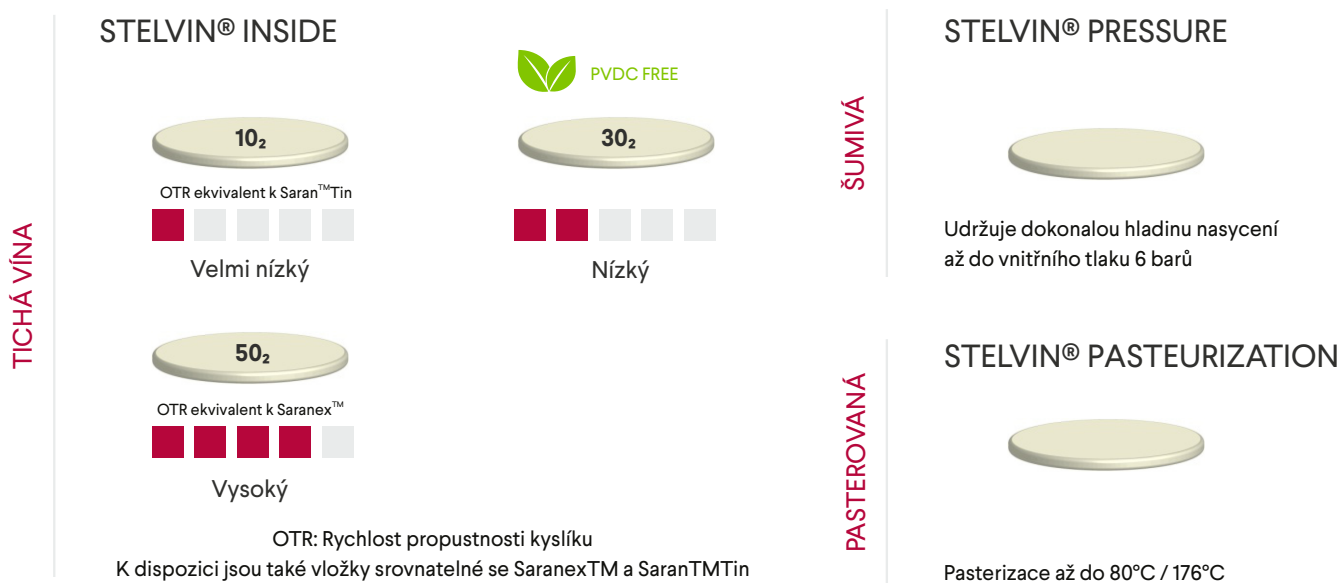 TICHÁ VÍNA
STELVIN® INSIDE
PVDC FREE
10₂
30₂
OTR ekvivalent k Saran™Tin
Velmi nízký
Nízký
50₂
OTR ekvivalent k Saranex™
Vysoký
OTR: Rychlost propustnosti kyslíku
K dispozici jsou také vložky srovnatelné se SaranexTM a SaranTMTin
ŠUMIVÁ
STELVIN® PRESSURE
Udržuje dokonalou hladinu nasycení
až do vnitřního tlaku 6 barů
PASTEROVANÁ
STELVIN® PASTEURIZATION
Pasterizace až do 80°C / 176°C